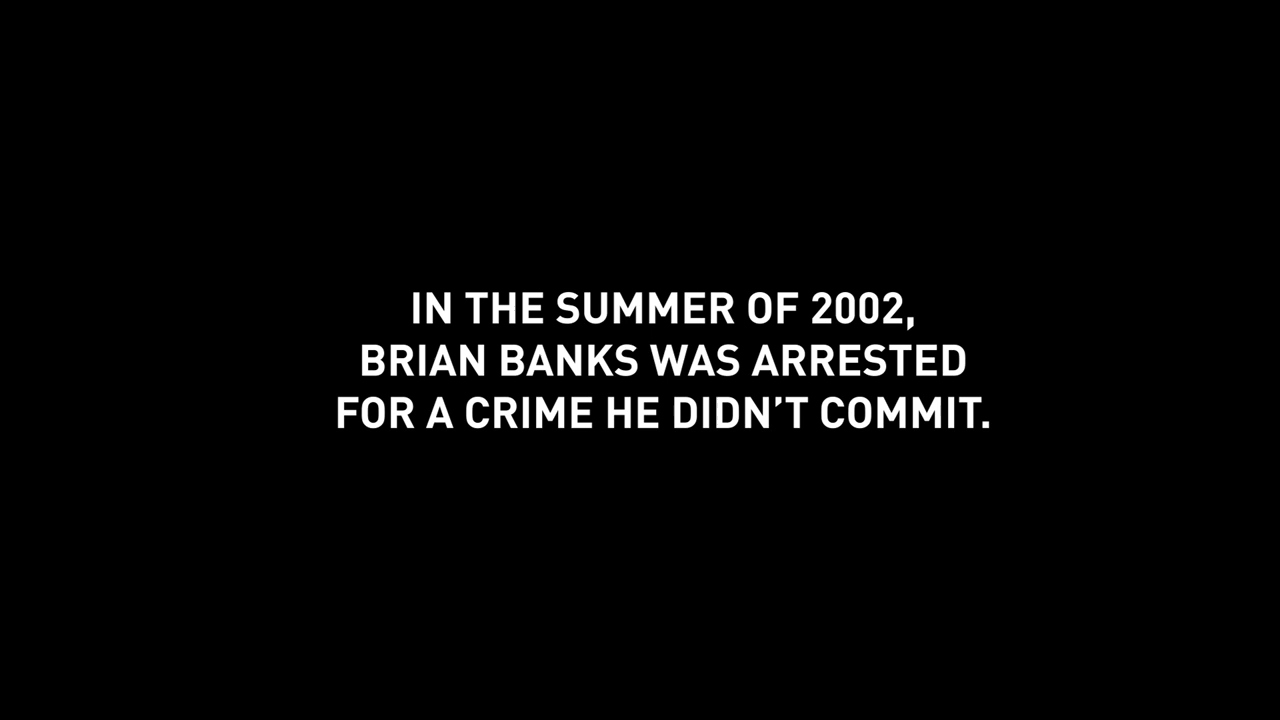 IN THE SUMMER OF 2002,
BRIAN BANKS WAS ARRESTED
FOR A CRIME HE DIDN’T COMMIT.